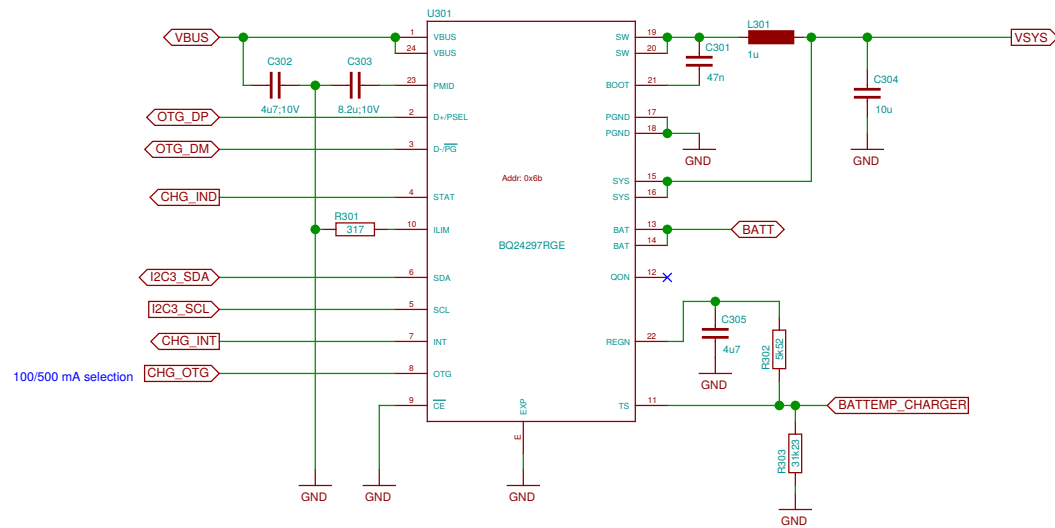 U301
VBUS
1
VBUS
24
VBUS
C302
4u7;10V
C303
8.2u;10V
23
PMID
OTG_DP
2
D+/PSEL
OTG_DM
3
D-/PG
CHG_IND
4
STAT
R301
317
10
ILIM
I2C3_SDA
6
SDA
I2C3_SCL
5
SCL
CHG_INT
7
INT
100/500 mA selection
CHG_OTG
8
OTG
9
CE
GND
GND
Addr: 0x6b
BQ24297RGE
EXP
E
GND
SW
19
SW
20
C301
47n
L301
1u
VSYS
BOOT
21
C304
10u
GND
PGND
17
PGND
18
GND
SYS
15
SYS
16
BAT
13
BAT
14
BATT
QON
12
REGN
22
C305
4u7
GND
R302
5k52
TS
11
BATTEMP_CHARGER
R303
31k23
GND